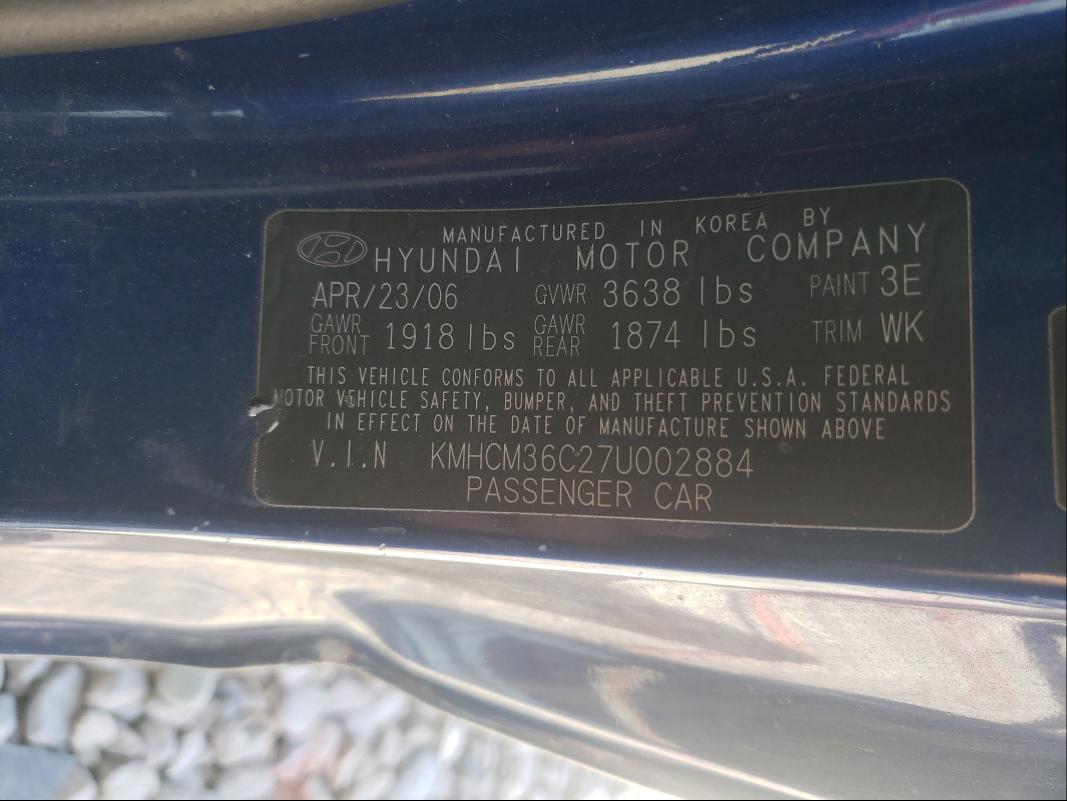 MANUFACTURED IN KOREA BY
HYUNDAI MOTOR COMPANY
APR/23/06 GVWR 3638 lbs PAINT 3E
GAWR FRONT 1918 lbs GAWR REAR 1874 lbs TRIM WK
THIS VEHICLE CONFORMS TO ALL APPLICABLE U.S.A. FEDERAL
MOTOR VEHICLE SAFETY, BUMPER, AND THEFT PREVENTION STANDARDS
IN EFFECT ON THE DATE OF MANUFACTURE SHOWN ABOVE
V.I.N KMHCM36C27U002884
PASSENGER CAR